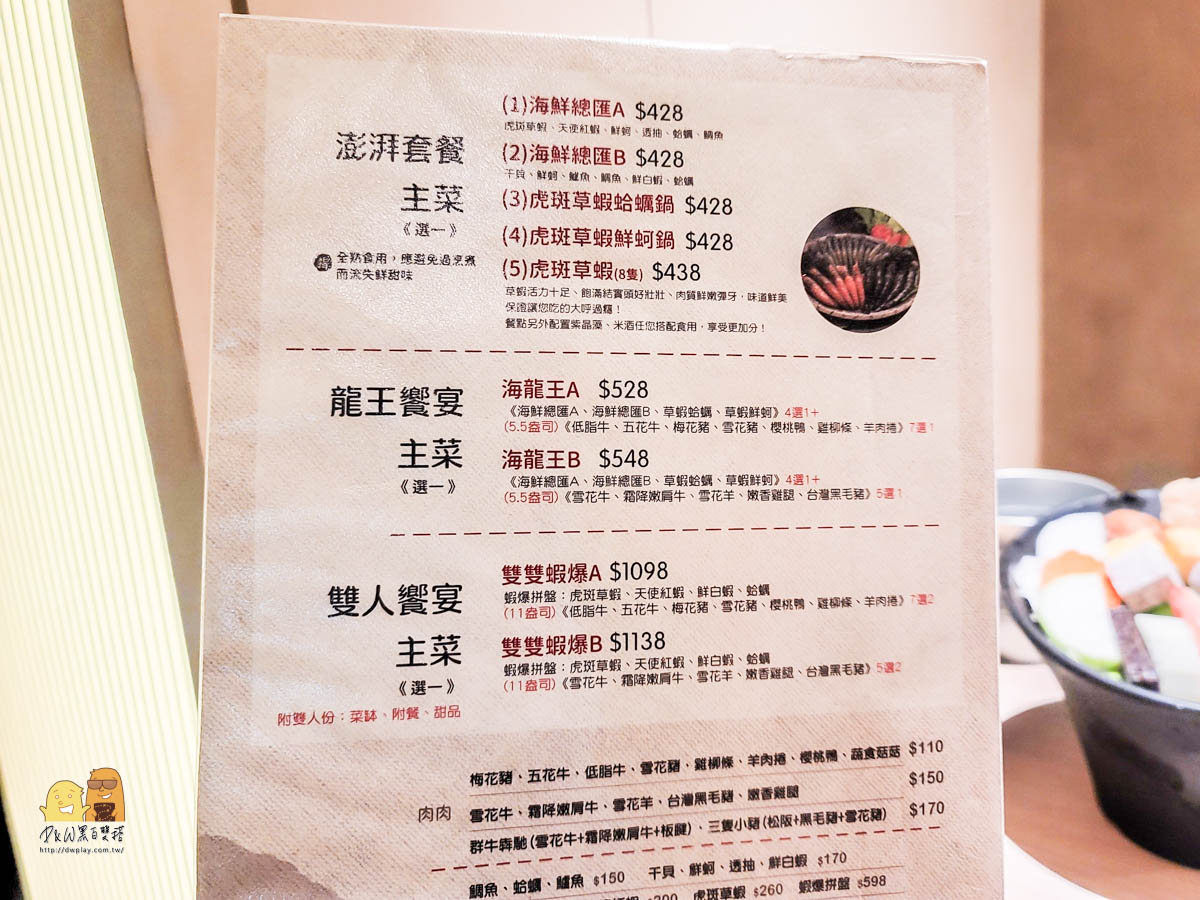 澎湃套餐
主菜
《選一》
全熟食用,應避免過烹煮
而流失鮮甜味
(1)海鮮總匯A $428
虎斑草蝦、天使紅蝦、鮮蚵、透抽、蛤蠣、鯛魚
(2)海鮮總匯B $428
干貝、鮮蚵、鱸魚、鯛魚、鮮白蝦、蛤蠣
(3)虎斑草蝦蛤蠣鍋 $428
(4)虎斑草蝦鮮蚵鍋 $428
(5)虎斑草蝦(8隻) $438
草蝦活力十足、飽滿結實頭好壯壯、肉質鮮嫩彈牙,味道鮮美
保證讓您吃的大呼過癮!
餐點另外配置紫晶藻、米酒任您搭配食用,享受更加分!
龍王饗宴
主菜
《選一》
海龍王A $528
《海鮮總匯A、海鮮總匯B、草蝦蛤蠣、草蝦鮮蚵》4選1+
(5.5盎司)《低脂牛、五花牛、梅花豬、雪花豬、櫻桃鴨、雞柳條、羊肉捲》7選1
海龍王B $548
《海鮮總匯A、海鮮總匯B、草蝦蛤蠣、草蝦鮮蚵》4選1+
(5.5盎司)《雪花牛、霜降嫩肩牛、雪花羊、嫩香雞腿、台灣黑毛豬》5選1
雙人饗宴
主菜
《選一》
附雙人份:菜缽、附餐、甜品
雙雙蝦爆A $1098
蝦爆拼盤:虎斑草蝦、天使紅蝦、鮮白蝦、蛤蠣
(11盎司)《低脂牛、五花牛、梅花豬、雪花豬、櫻桃鴨、雞柳條、羊肉捲》7選2
雙雙蝦爆B $1138
蝦爆拼盤:虎斑草蝦、天使紅蝦、鮮白蝦、蛤蠣
(11盎司)《雪花牛、霜降嫩肩牛、雪花羊、嫩香雞腿、台灣黑毛豬》5選2
肉肉
梅花豬、五花牛、低脂牛、雪花豬、雞柳條、羊肉捲、櫻桃鴨、蔬食菇菇 $110
雪花牛、霜降嫩肩牛、雪花羊、台灣黑毛豬、嫩香雞腿 $150
群牛犇馳(雪花牛+霜降嫩肩牛+板腱)、三隻小豬(松阪+黑毛豬+雪花豬) $170
鯛魚、蛤蠣、鱸魚 $150 干貝、鮮蚵、透抽、鮮白蝦 $170
虎斑草蝦 $260 蝦爆拼盤 $598
D&W黑白雙搭
http://dwplay.com.tw/